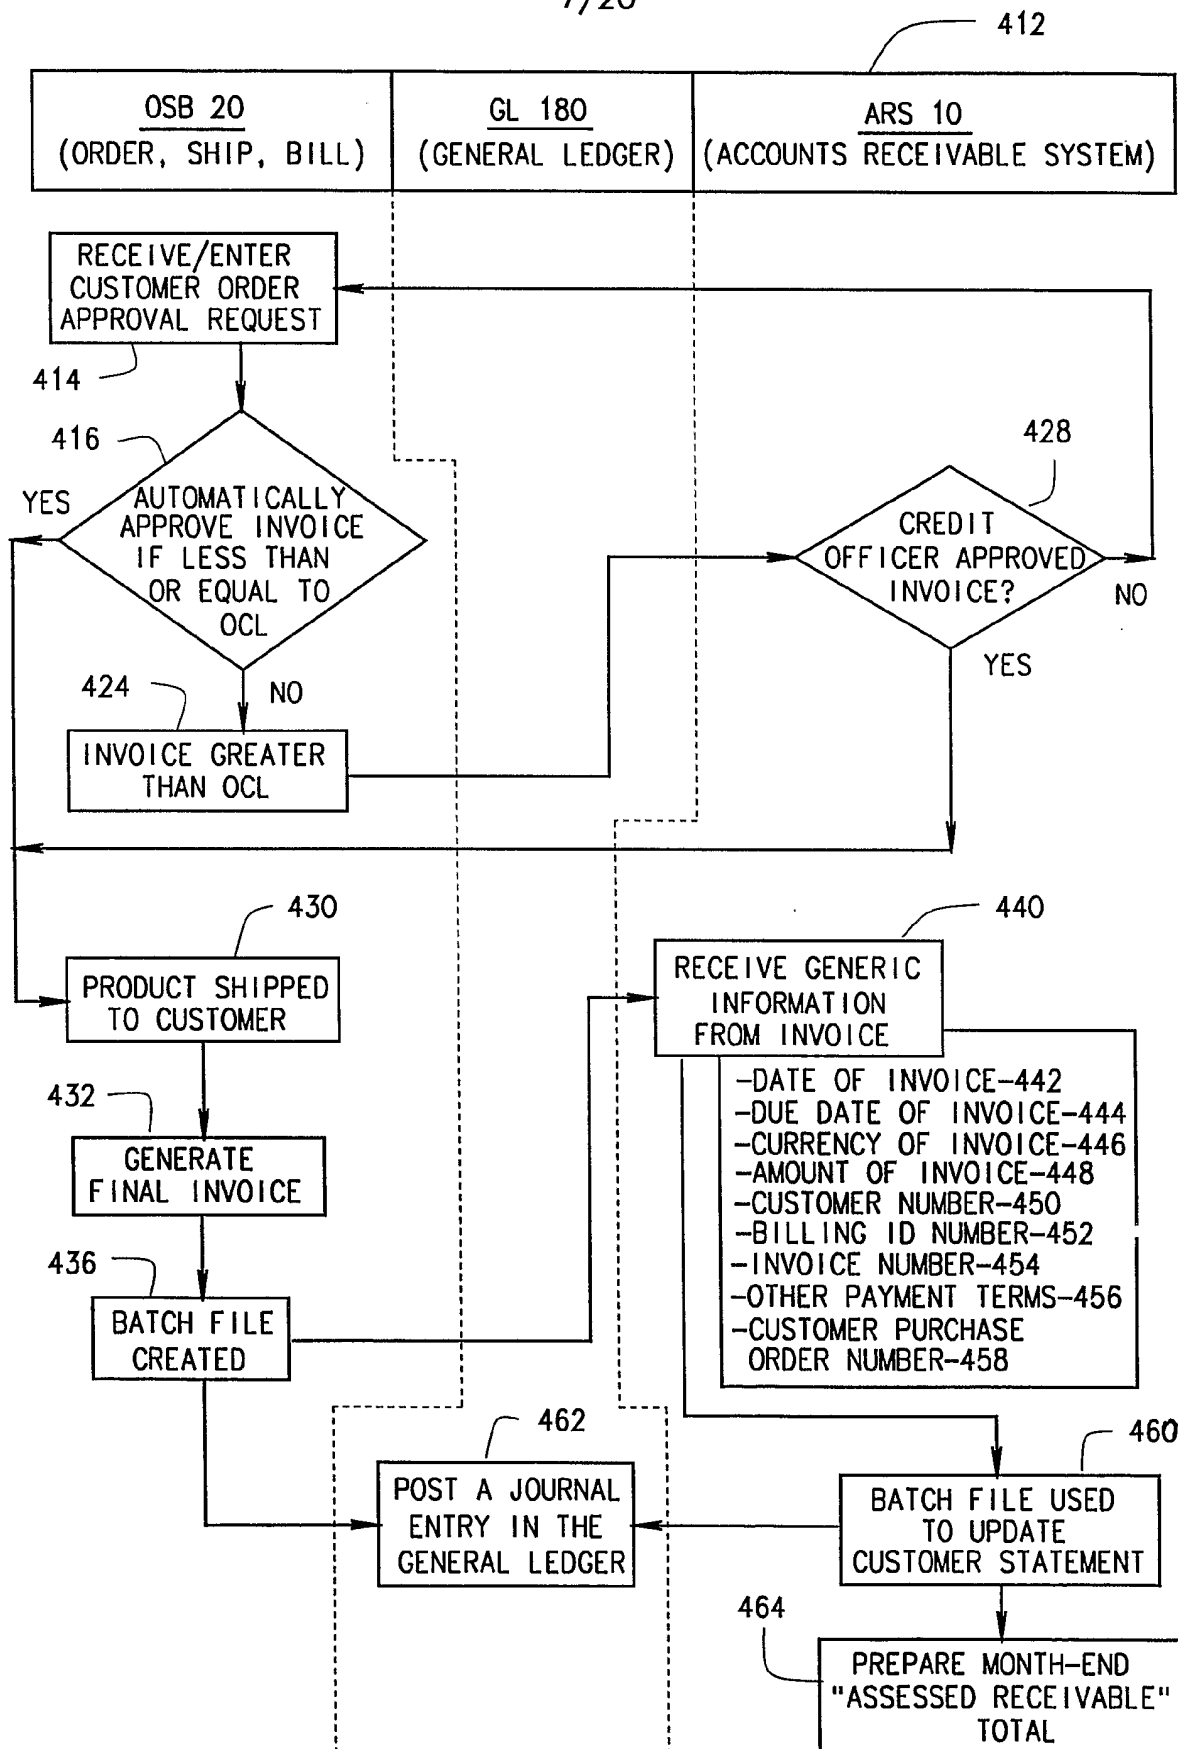 7/20
412
OSB 20
(ORDER, SHIP, BILL)
GL 180
(GENERAL LEDGER)
ARS 10
(ACCOUNTS RECEIVABLE SYSTEM)
RECEIVE/ENTER
CUSTOMER ORDER
APPROVAL REQUEST
414
416
YES
AUTOMATICALLY
APPROVE INVOICE
IF LESS THAN
OR EQUAL TO
OCL
NO
424
INVOICE GREATER
THAN OCL
428
CREDIT
OFFICER APPROVED
INVOICE?
NO
YES
430
PRODUCT SHIPPED
TO CUSTOMER
432
GENERATE
FINAL INVOICE
436
BATCH FILE
CREATED
440
RECEIVE GENERIC
INFORMATION
FROM INVOICE
-DATE OF INVOICE-442
-DUE DATE OF INVOICE-444
-CURRENCY OF INVOICE-446
-AMOUNT OF INVOICE-448
-CUSTOMER NUMBER-450
-BILLING ID NUMBER-452
-INVOICE NUMBER-454
-OTHER PAYMENT TERMS-456
-CUSTOMER PURCHASE
ORDER NUMBER-458
462
POST A JOURNAL
ENTRY IN THE
GENERAL LEDGER
460
BATCH FILE USED
TO UPDATE
CUSTOMER STATEMENT
464
PREPARE MONTH-END
"ASSESSED RECEIVABLE"
TOTAL